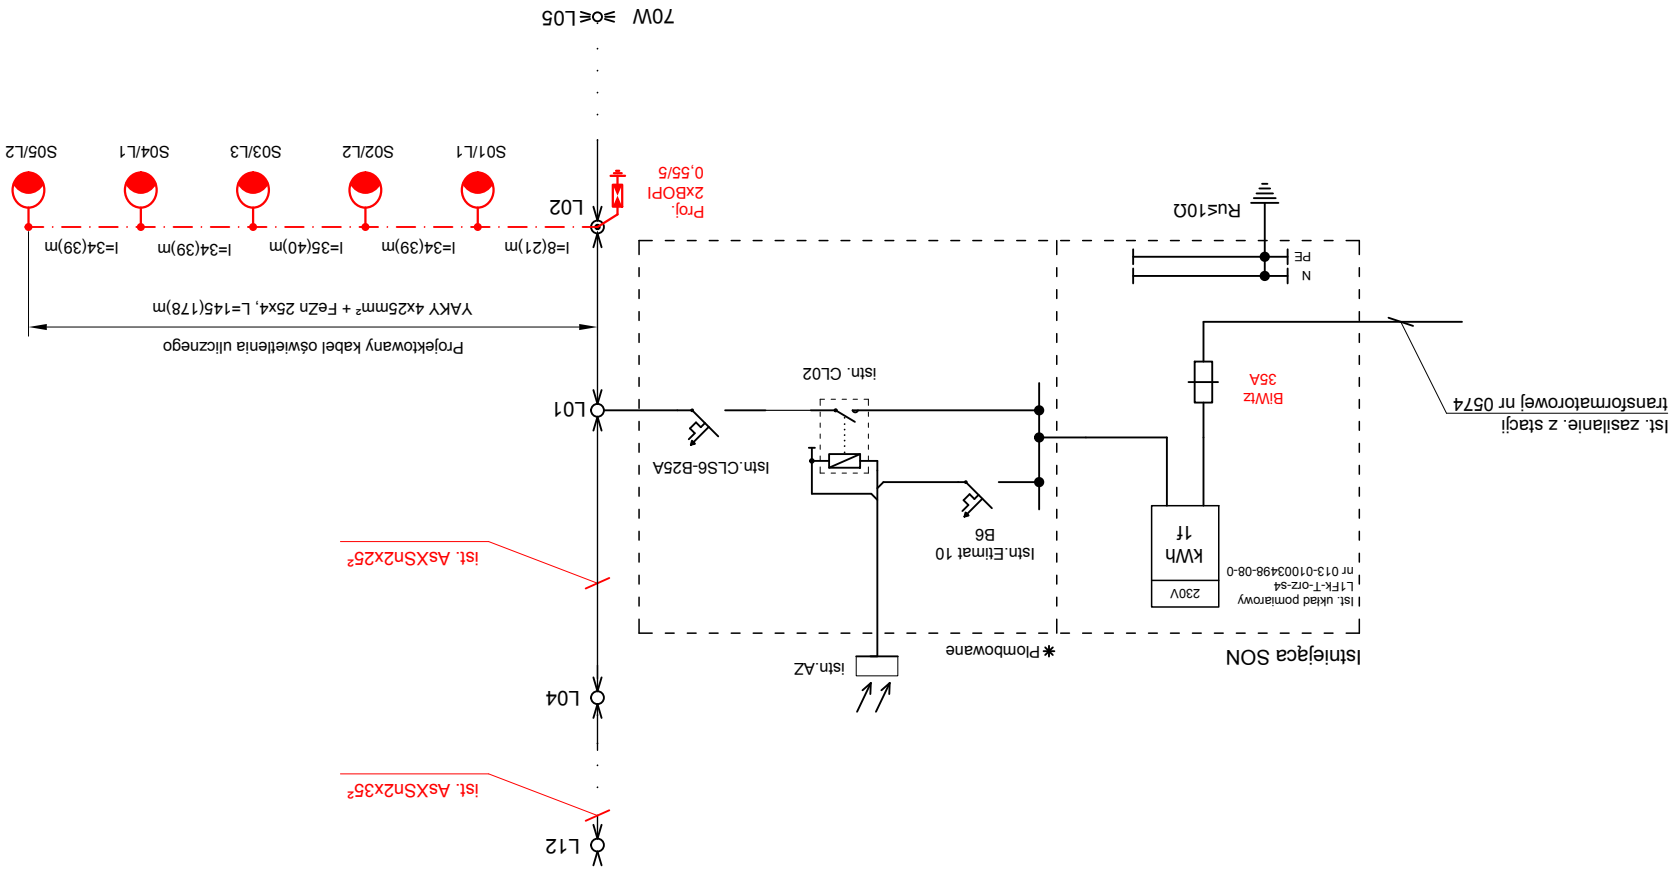 L12
ist. AsXSn2x35²
L04
istn.AZ
✱ Plombowane
Istniejąca SON
Ist. układ pomiarowy
L1Fk-T-orz-s4
nr 013-01003498-08-0
230V
kWh
1f
Istn.Etimat 10
B6
ist. AsXSn2x25²
Istn.CLS6-B25A
Ist. zasilanie. z stacji
transformatorowej nr 0574
L01
istn. CL02
BiWtz
35A
Projektowany kabel oświetlenia ulicznego
YAKY 4x25mm² + FeZn 25x4, L=145(178)m
N
PE
l=8(21)m
l=34(39)m
l=35(40)m
l=34(39)m
l=34(39)m
L02
Proj.
2xBOPI
0,55/5
Ru≤10Ω
S01/L1
S02/L2
S03/L3
S04/L1
S05/L2
70W
L05